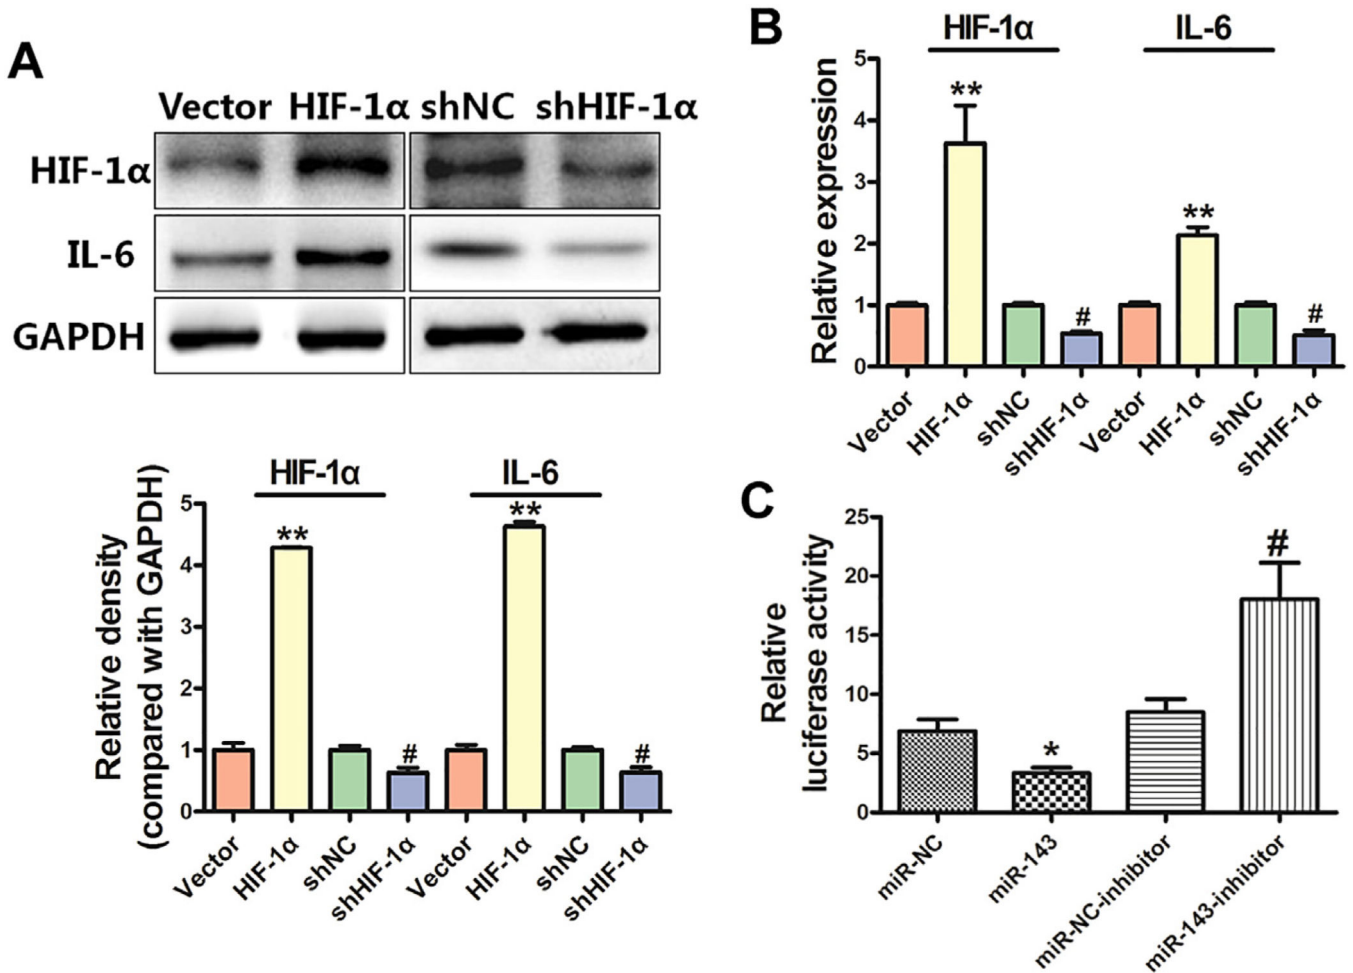 A
Vector HIF-1α shNC shHIF-1α
HIF-1α
IL-6
GAPDH
HIF-1α IL-6
Relative density
(compared with GAPDH)
5
4
3
2
1
0
** # ** #
Vector HIF-1α shNC shHIF-1α Vector HIF-1α shNC shHIF-1α
B
HIF-1α IL-6
Relative expression
5
4
3
2
1
0
** # ** #
Vector HIF-1α shNC shHIF-1α Vector HIF-1α shNC shHIF-1α
C
Relative
luciferase activity
25
20
15
10
5
0
* #
miR-NC miR-143 miR-NC-inhibitor miR-143-inhibitor